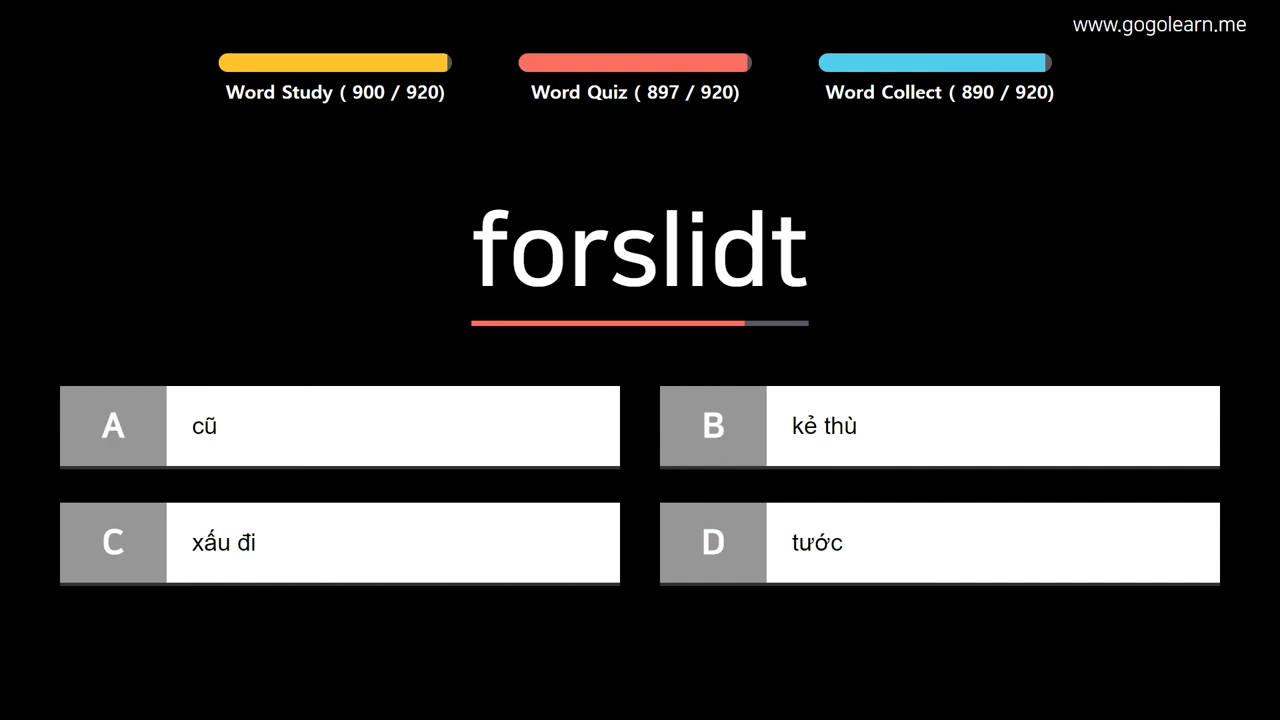 www.gogolearn.me
Word Study ( 900 / 920)
Word Quiz ( 897 / 920)
Word Collect ( 890 / 920)
forslidt
A cũ
B kẻ thù
C xấu đi
D tước